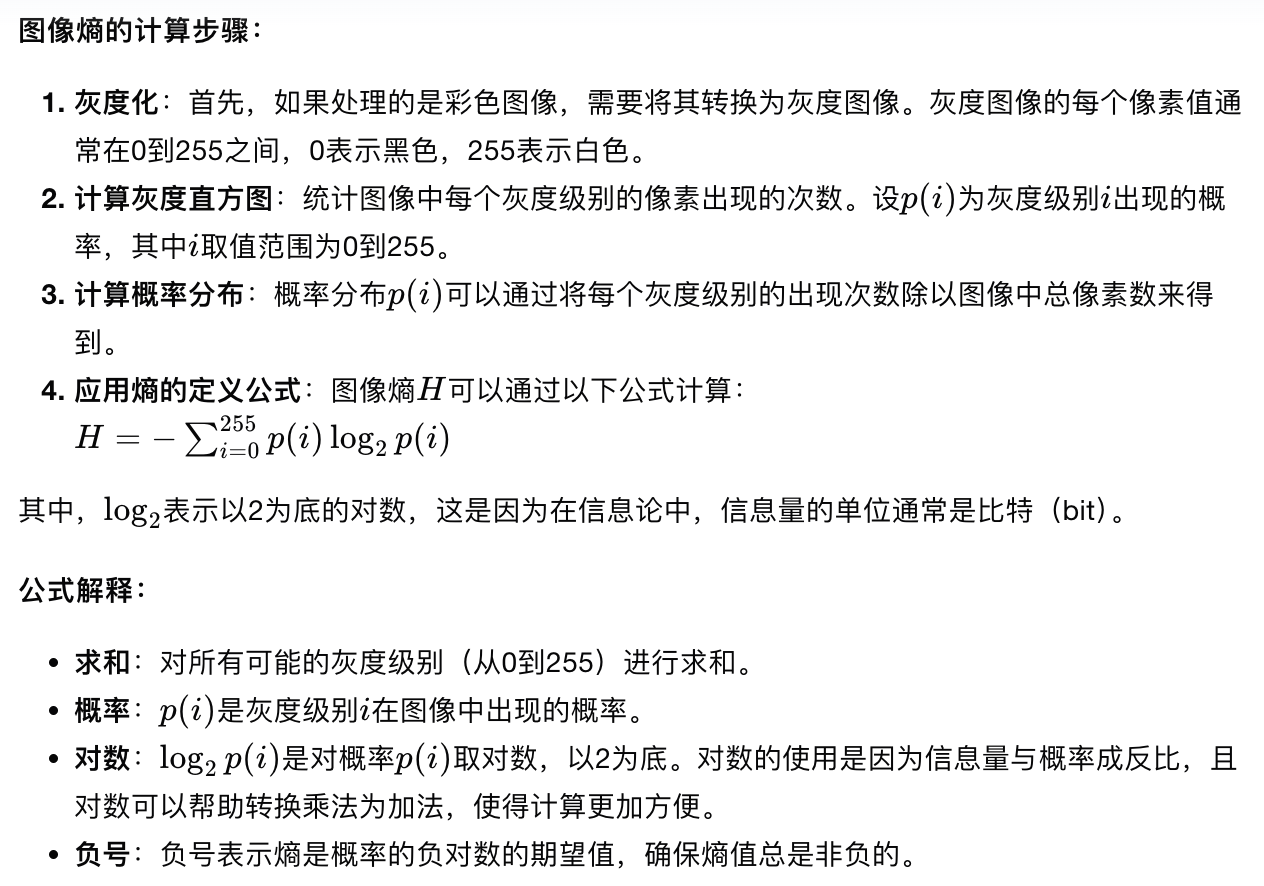 图像熵的计算步骤：
1. 灰度化：首先，如果处理的是彩色图像，需要将其转换为灰度图像。灰度图像的每个像素值通
常在0到255之间，0表示黑色，255表示白色。
2. 计算灰度直方图：统计图像中每个灰度级别的像素出现的次数。设p(i)为灰度级别i出现的概
率，其中i取值范围为0到255。
3. 计算概率分布：概率分布p(i)可以通过将每个灰度级别的出现次数除以图像中总像素数来得
到。
4. 应用熵的定义公式：图像熵H可以通过以下公式计算：
H = − ∑_{i=0}^{255} p(i) log₂ p(i)
其中，log₂表示以2为底的对数，这是因为在信息论中，信息量的单位通常是比特（bit）。
公式解释：
• 求和：对所有可能的灰度级别（从0到255）进行求和。
• 概率：p(i)是灰度级别i在图像中出现的概率。
• 对数：log₂ p(i)是对概率p(i)取对数，以2为底。对数的使用是因为信息量与概率成反比，且
对数可以帮助转换乘法为加法，使得计算更加方便。
• 负号：负号表示熵是概率的负对数的期望值，确保熵值总是非负的。